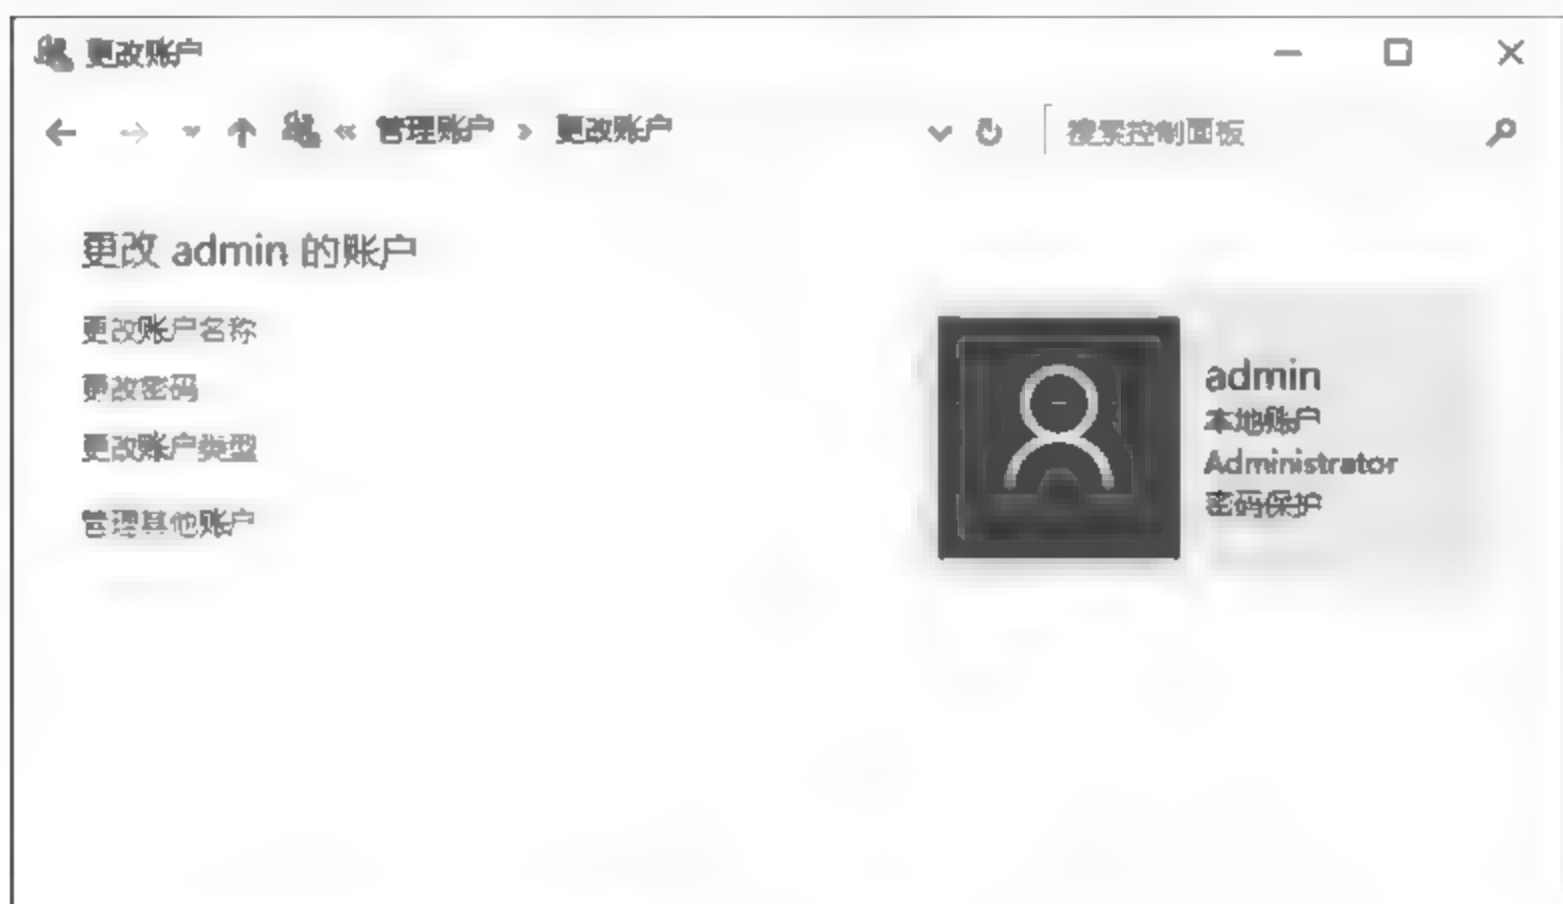 更改账户
管理账户 更改账户 搜索控制面板
更改 admin 的账户
更改账户名称
更改密码
更改账户类型
管理其他账户
admin
本地账户
Administrator
密码保护